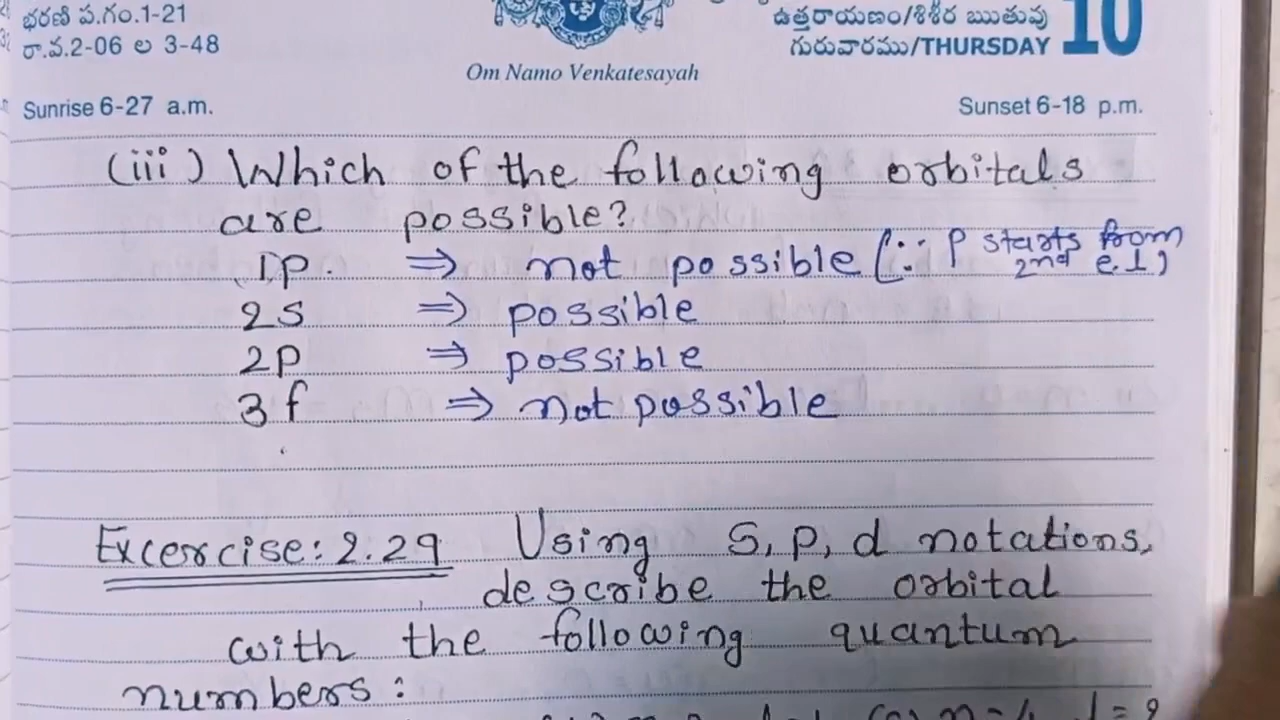 భరణి ప.గం.1-21
రా.వ.2-06 ల 3-48
ఉత్తరాయణం/శిశిర ఋతువు
గురువారము/THURSDAY 10
Om Namo Venkatesayah
Sunrise 6-27 a.m.
Sunset 6-18 p.m.
(iii) Which of the following orbitals
are possible?
1p. ⇒ not possible (∵ p starts from
2nd e.l)
2s ⇒ possible
2p ⇒ possible
3f ⇒ not possible
Excercise: 2.29 Using s, p, d notations,
describe the orbital
with the following quantum
numbers: